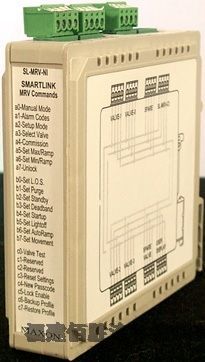 SL-MRV-NI
SMARTLINK
MRV Commands
a0-Manual Mode
a1-Alarm Codes
a2-Setup Mode
a3-Select Valve
a4-Commission
a5-Set Max/Ramp
a6-Set Min/Ramp
a7-Unlock
b0-Set L.O.S.
b1-Set Purge
b2-Set Standby
b3-Set Deadband
b4-Set Startup
b5-Set Lightoff
b6-Set AutoRamp
b7-Set Movement
c0-Valve Test
c1-Reserved
c2-Reserved
c3-Reset Settings
c4-New Passcode
c5-Lock Enable
c6-Backup Profile
c7-Restore Profile
MAXON
VALVE-3
VALVE-4
SPARE
VALVE-2
VALVE-1
SPARE
USER
DISPLAY